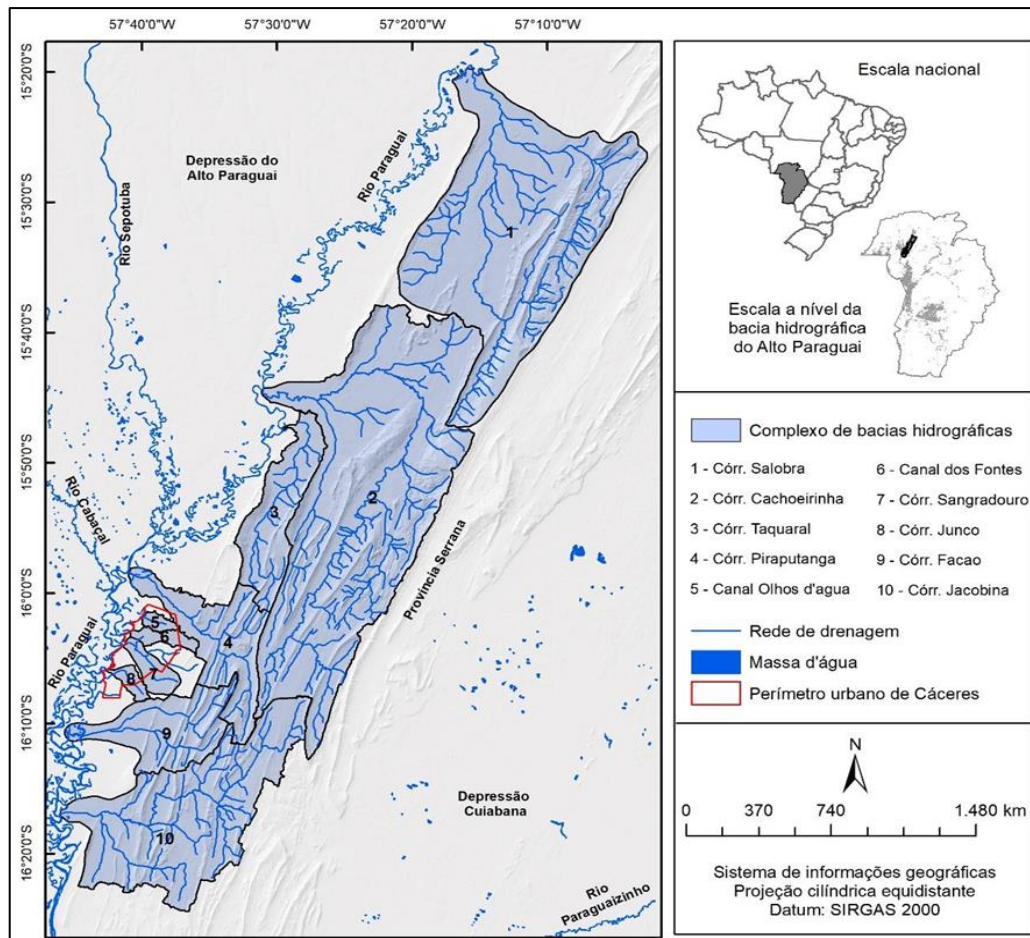 57°40'0"W
57°30'0"W
57°20'0"W
57°10'0"W
15°20'0"S
15°30'0"S
15°40'0"S
15°50'0"S
16°0'0"S
16°10'0"S
16°20'0"S
Rio Sepotuba
Depressão do
Alto Paraguai
Rio Paraguai
1
2
3
Província Serrana
Rio Cabaçal
Rio Paraguai
4
5
6
7
8
9
10
Depressão
Cuiabana
Rio
Paraguaizinho
Escala nacional
Escala a nível da
bacia hidrográfica
do Alto Paraguai
Complexo de bacias hidrográficas
1 - Córr. Salobra
2 - Córr. Cachoeirinha
3 - Córr. Taquaral
4 - Córr. Piraputanga
5 - Canal Olhos d'agua
6 - Canal dos Fontes
7 - Córr. Sangradouro
8 - Córr. Junco
9 - Córr. Facao
10 - Córr. Jacobina
Rede de drenagem
Massa d'água
Perímetro urbano de Cáceres
N
0 370 740 1.480 km
Sistema de informações geográficas
Projeção cilíndrica equidistante
Datum: SIRGAS 2000